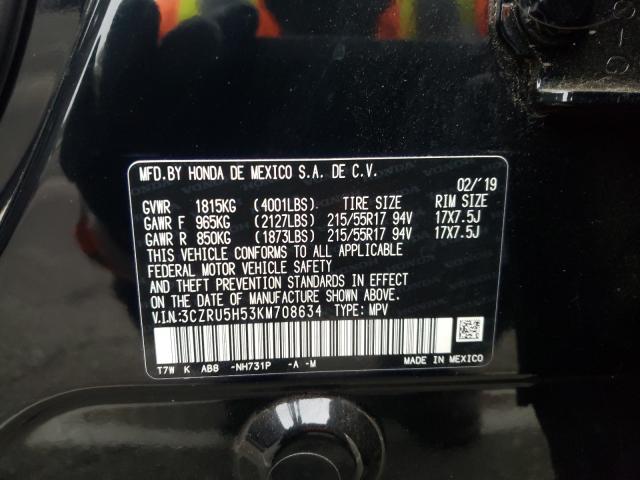 MFD.BY HONDA DE MEXICO S.A. DE C.V.
02/'19
GVWR 1815KG (4001LBS) TIRE SIZE RIM SIZE
GAWR F 965KG (2127LBS) 215/55R17 94V 17X7.5J
GAWR R 850KG (1873LBS) 215/55R17 94V 17X7.5J
THIS VEHICLE CONFORMS TO ALL APPLICABLE
FEDERAL MOTOR VEHICLE SAFETY
AND THEFT PREVENTION STANDARDS IN EFFECT
ON THE DATE OF MANUFACTURE SHOWN ABOVE.
V.I.N:3CZRU5H53KM708634 TYPE: MPV
T7W K AB8 -NH731P -A -M MADE IN MEXICO